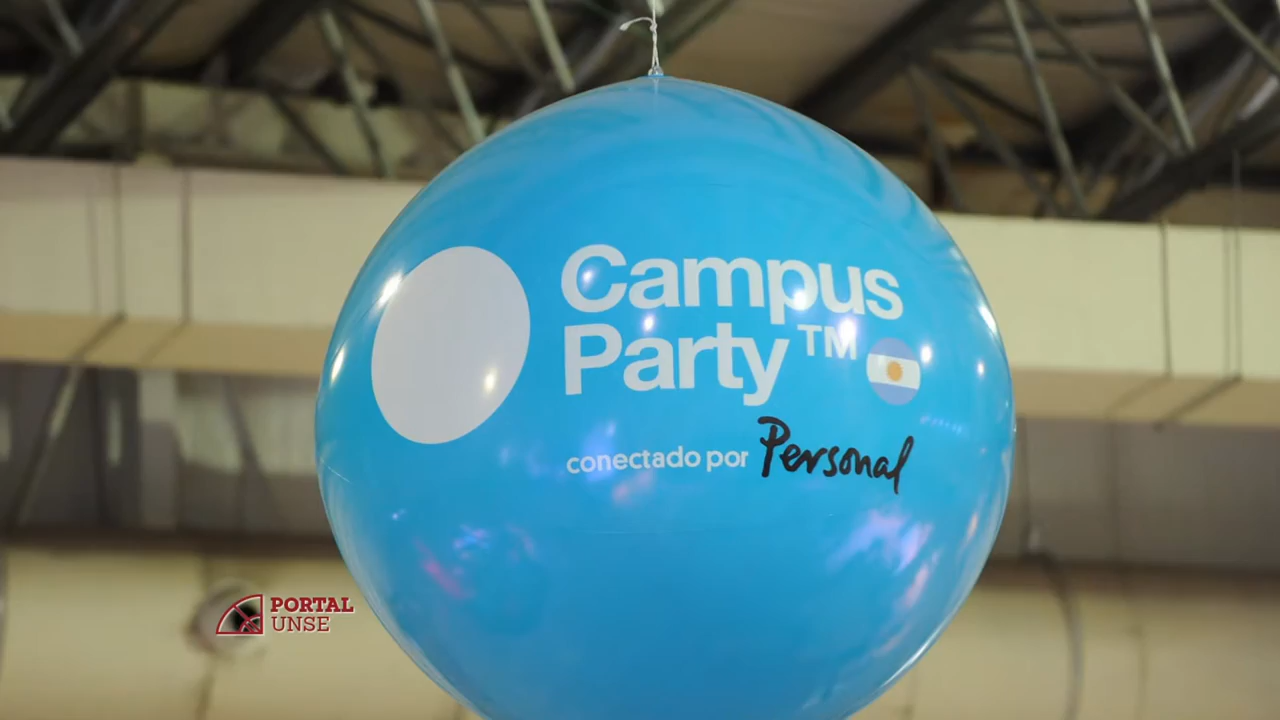 Campus
Party™
conectado por Personal
PORTAL
UNSE